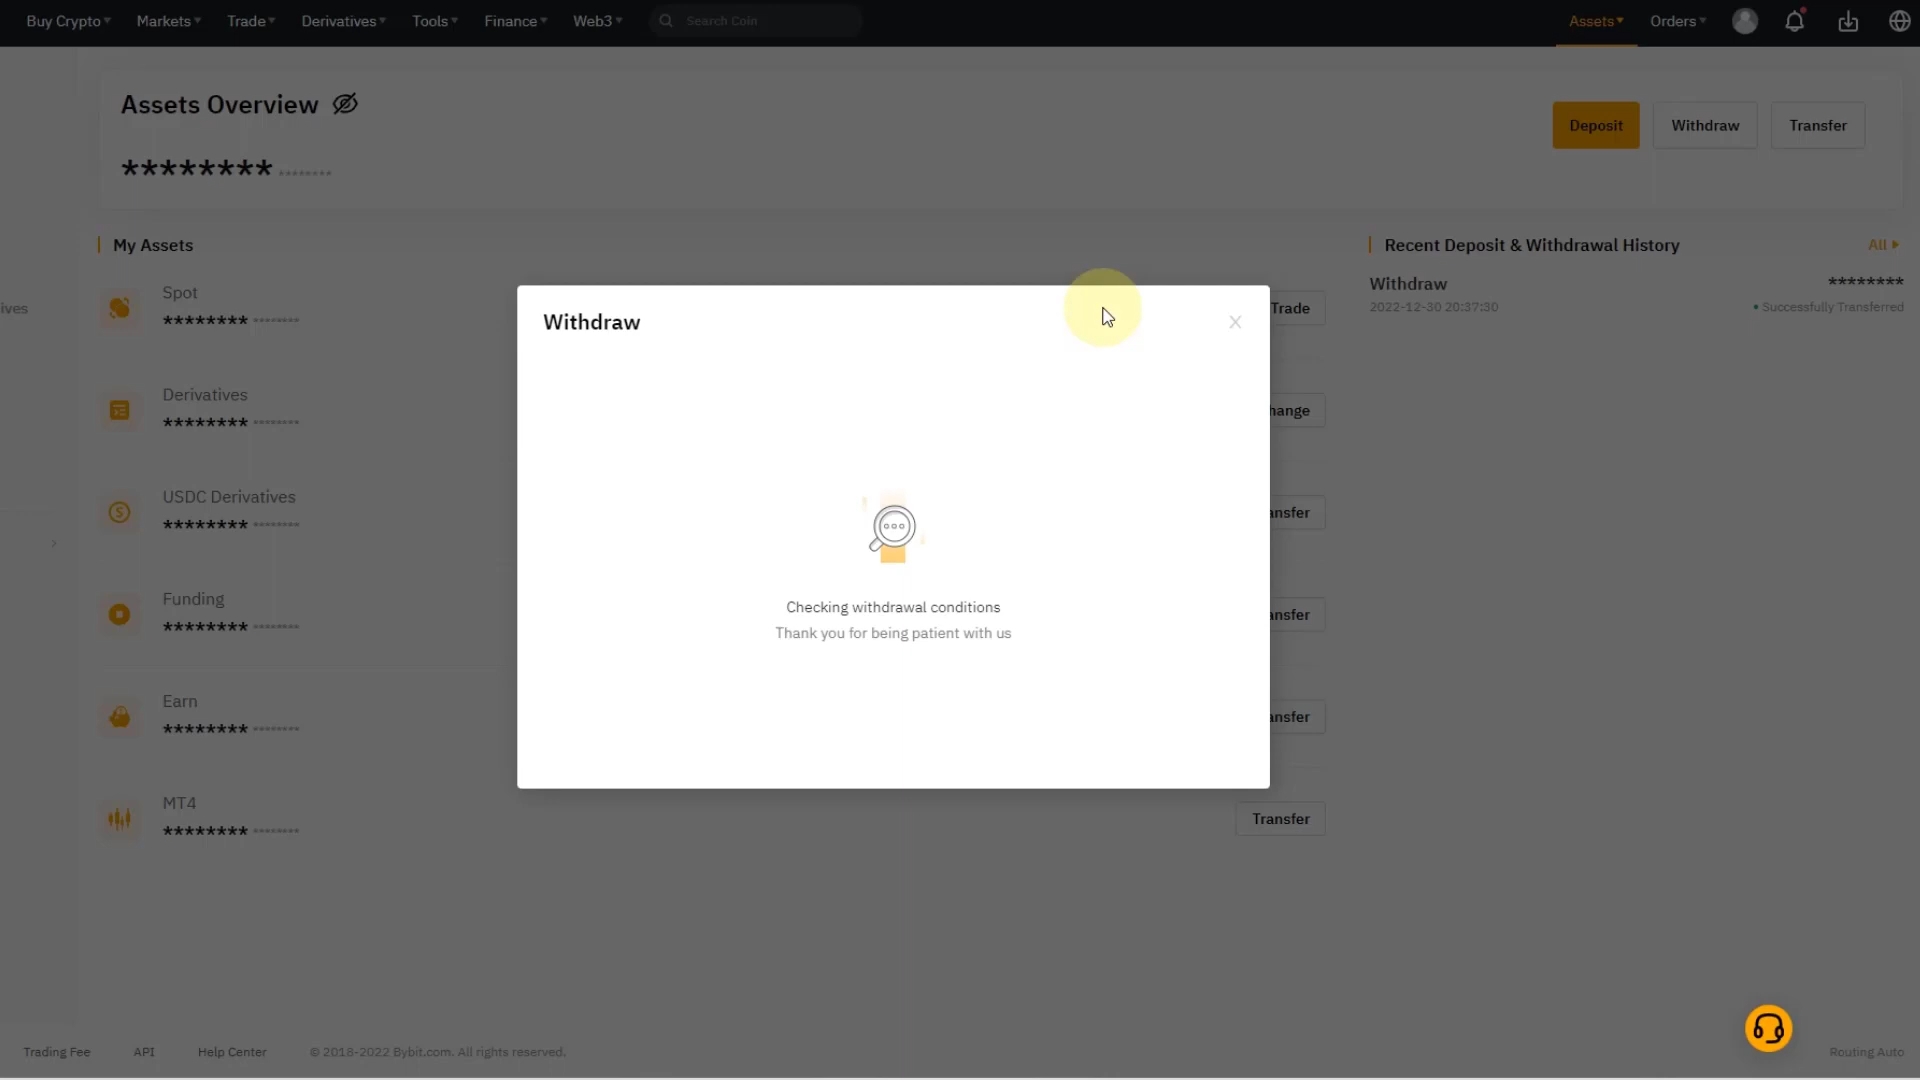 Buy Crypto Markets Trade Derivatives Tools Finance Web3 Search Coin Assets Orders
Assets Overview
Deposit Withdraw Transfer
******** ********
My Assets
Recent Deposit & Withdrawal History All
Spot
******** ********
Trade
Withdraw ********
2022-12-30 20:37:30 Successfully Transferred
ives
Withdraw
Derivatives
******** ********
hange
USDC Derivatives
******** ********
ansfer
Funding
******** ********
ansfer
Checking withdrawal conditions
Thank you for being patient with us
Earn
******** ********
ansfer
MT4
******** ********
Transfer
Trading Fee API Help Center © 2018-2022 Bybit.com. All rights reserved. Routing Auto